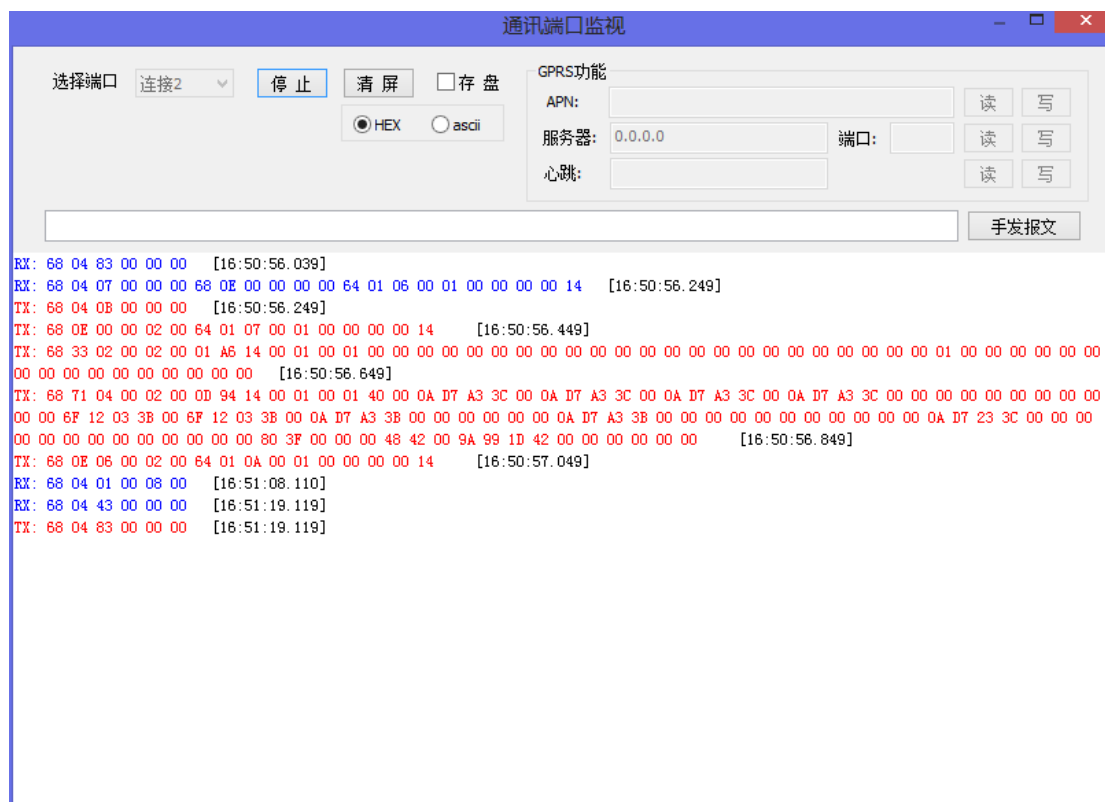 通讯端口监视
选择端口 连接2 停止 清屏 存盘
HEX ascii
GPRS功能
APN: 读 写
服务器: 0.0.0.0 端口: 读 写
心跳: 读 写
手发报文
RX: 68 04 83 00 00 00 [16:50:56.039]
RX: 68 04 07 00 00 00 68 0E 00 00 00 00 64 01 06 00 01 00 00 00 00 14 [16:50:56.249]
TX: 68 04 0B 00 00 00 [16:50:56.249]
TX: 68 0E 00 00 02 00 64 01 07 00 01 00 00 00 00 14 [16:50:56.449]
TX: 68 33 02 00 02 00 01 A6 14 00 01 00 01 00 00 00 00 00 00 00 00 00 00 00 00 00 00 00 00 00 00 00 00 00 00 00 00 01 00 00 00 00 00 00
00 00 00 00 00 00 00 00 00 00 [16:50:56.649]
TX: 68 71 04 00 02 00 0D 94 14 00 01 00 01 40 00 0A D7 A3 3C 00 0A D7 A3 3C 00 0A D7 A3 3C 00 0A D7 A3 3C 00 00 00 00 00 00 00 00 00
00 00 6F 12 03 3B 00 6F 12 03 3B 00 0A D7 A3 3B 00 00 00 00 00 00 0A D7 A3 3B 00 00 00 00 00 00 00 00 00 00 00 0A D7 23 3C 00 00 00
00 00 00 00 00 00 00 00 00 00 80 3F 00 00 00 48 42 00 9A 99 1D 42 00 00 00 00 00 00 [16:50:56.849]
TX: 68 0E 06 00 02 00 64 01 0A 00 01 00 00 00 00 14 [16:50:57.049]
RX: 68 04 01 00 08 00 [16:51:08.110]
RX: 68 04 43 00 00 00 [16:51:19.119]
TX: 68 04 83 00 00 00 [16:51:19.119]